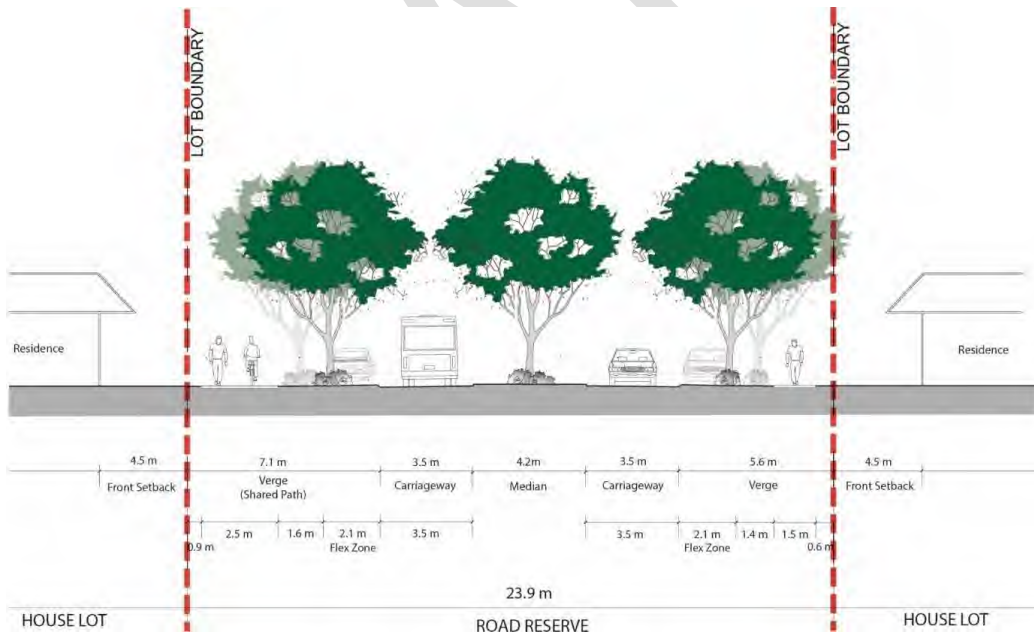 LOT BOUNDARY
LOT BOUNDARY
Residence
Residence
4.5 m
7.1 m
3.5 m
4.2m
3.5 m
5.6 m
4.5 m
Front Setback
Verge
(Shared Path)
Carriageway
Median
Carriageway
Verge
Front Setback
0.9 m
2.5 m
1.6 m
2.1 m
Flex Zone
3.5 m
3.5 m
2.1 m
Flex Zone
1.4 m
1.5 m
0.6 m
23.9 m
HOUSE LOT
ROAD RESERVE
HOUSE LOT